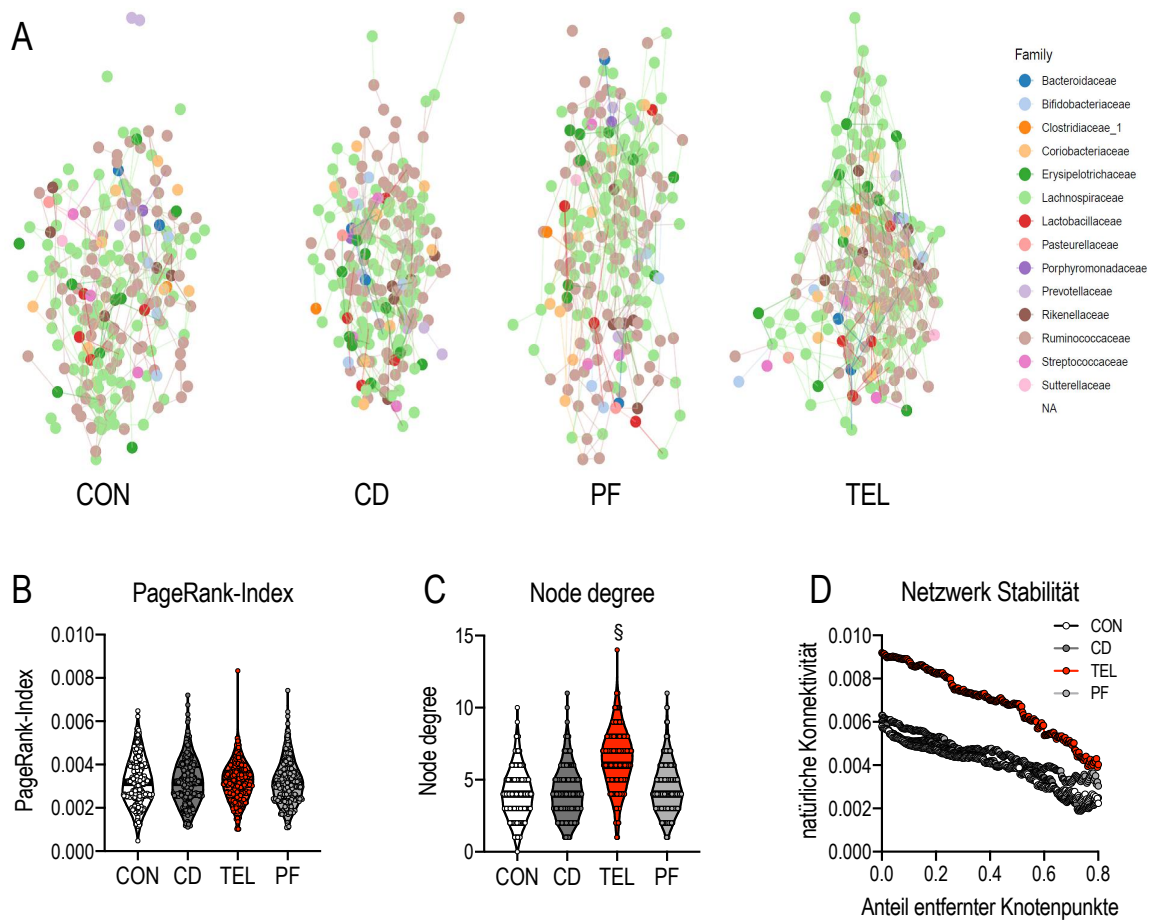 A
Family
Bacteroidaceae
Bifidobacteriaceae
Clostridiaceae_1
Coriobacteriaceae
Erysipelotrichaceae
Lachnospiraceae
Lactobacillaceae
Pasteurellaceae
Porphyromonadaceae
Prevotellaceae
Rikenellaceae
Ruminococcaceae
Streptococcaceae
Sutterellaceae
NA
CON CD PF TEL
B PageRank-Index
PageRank-Index
0.010
0.008
0.006
0.004
0.002
0.000
CON CD TEL PF
C Node degree
Node degree
15
10
5
0
§
CON CD TEL PF
D Netzwerk Stabilität
natürliche Konnektivität
0.010
0.008
0.006
0.004
0.002
0.000
CON
CD
TEL
PF
0.0 0.2 0.4 0.6 0.8
Anteil entfernter Knotenpunkte